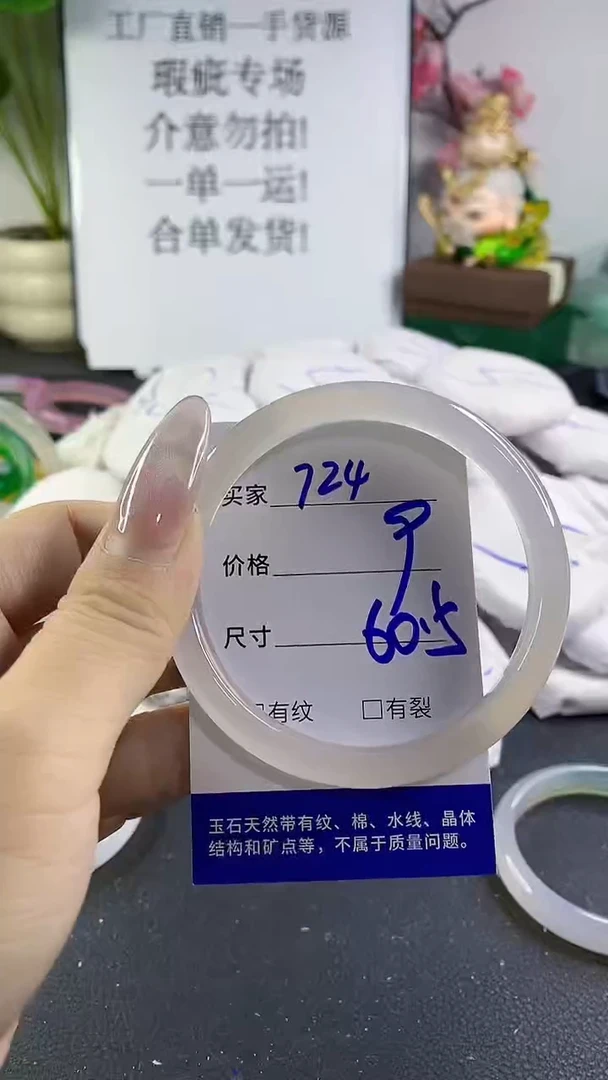 工厂直销一手货源
瑕疵专场
介意勿拍!
一单一运!
合单发货!
买家 724
价格
尺寸 60.5
□有纹 □有裂
玉石天然带有纹、棉、水线、晶体
结构和矿点等，不属于质量问题。